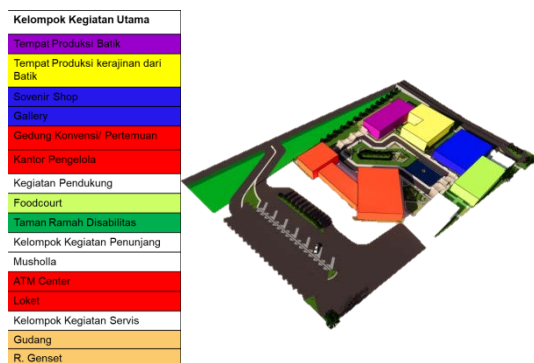 Kelompok Kegiatan Utama
Tempat Produksi Batik
Tempat Produksi kerajinan dari
Batik
Sovenir Shop
Gallery
Gedung Konvensi/ Pertemuan
Kantor Pengelola
Kegiatan Pendukung
Foodcourt
Taman Ramah Disabilitas
Kelompok Kegiatan Penunjang
Musholla
ATM Center
Loket
Kelompok Kegiatan Servis
Gudang
R. Genset